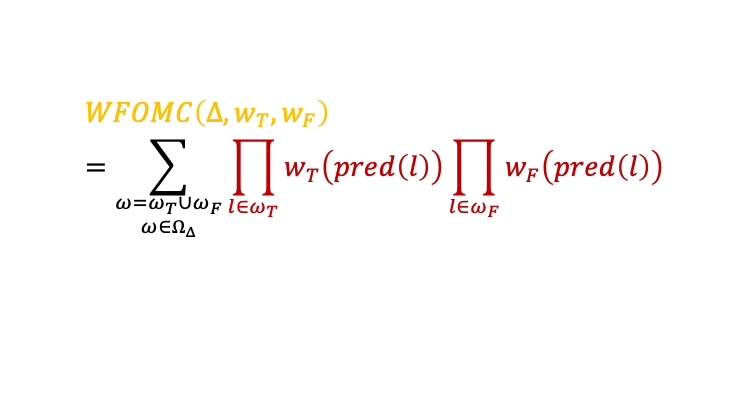 WFOMC(Δ, w_T, w_F)
= ∑ ∏ w_T(pred(l)) ∏ w_F(pred(l))
ω=ω_T∪ω_F l∈ω_T l∈ω_F
ω∈Ω_Δ